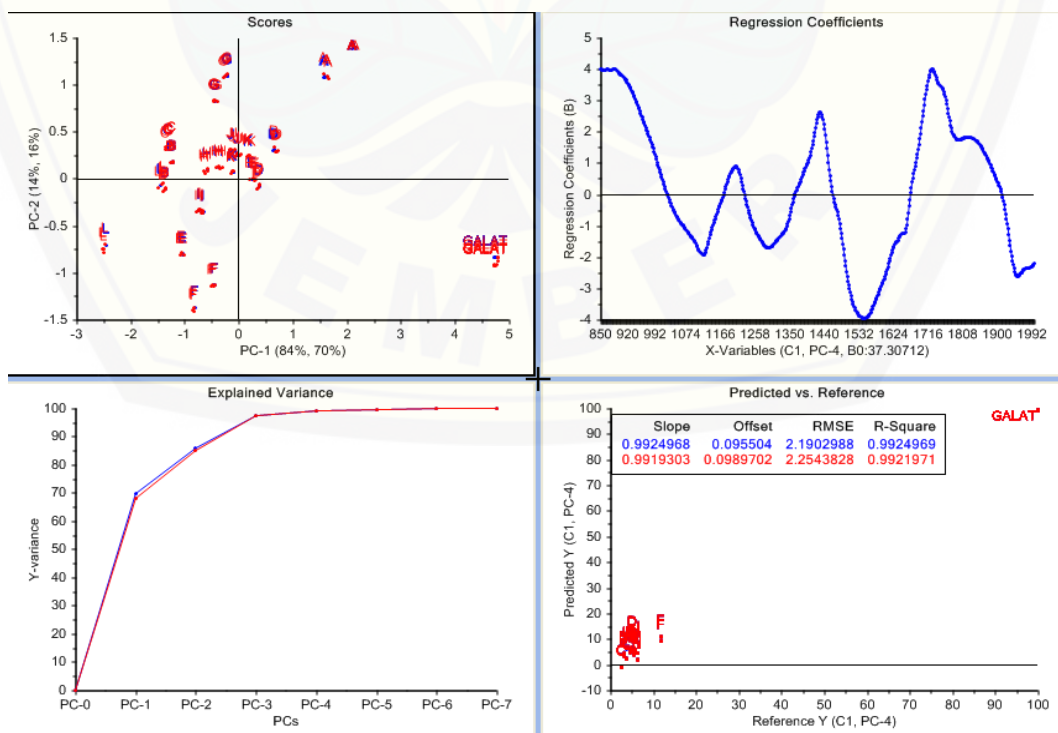 Scores
1.5
1
0.5
0
-0.5
-1
-1.5
PC-2 (14%, 16%)
-3 -2 -1 0 1 2 3 4 5
PC-1 (84%, 70%)
A
A
G
L
E
F
F
GALAT
GALAT
Regression Coefficients
5
4
3
2
1
0
-1
-2
-3
-4
Regression Coefficients (B)
850 920 992 1074 1166 1258 1350 1440 1532 1624 1716 1808 1900 1992
X-Variables (C1, PC-4, B0:37.30712)
Explained Variance
100
90
80
70
60
50
40
30
20
10
0
Y-variance
PC-0 PC-1 PC-2 PC-3 PC-4 PC-5 PC-6 PC-7
PCs
Predicted vs. Reference
100
90
80
70
60
50
40
30
20
10
0
-10
Predicted Y (C1, PC-4)
Slope Offset RMSE R-Square
0.9924968 0.095504 2.1902988 0.9924969
0.9919303 0.0989702 2.2543828 0.9921971
GALAT
F
0 10 20 30 40 50 60 70 80 90 100
Reference Y (C1, PC-4)
JEMBER